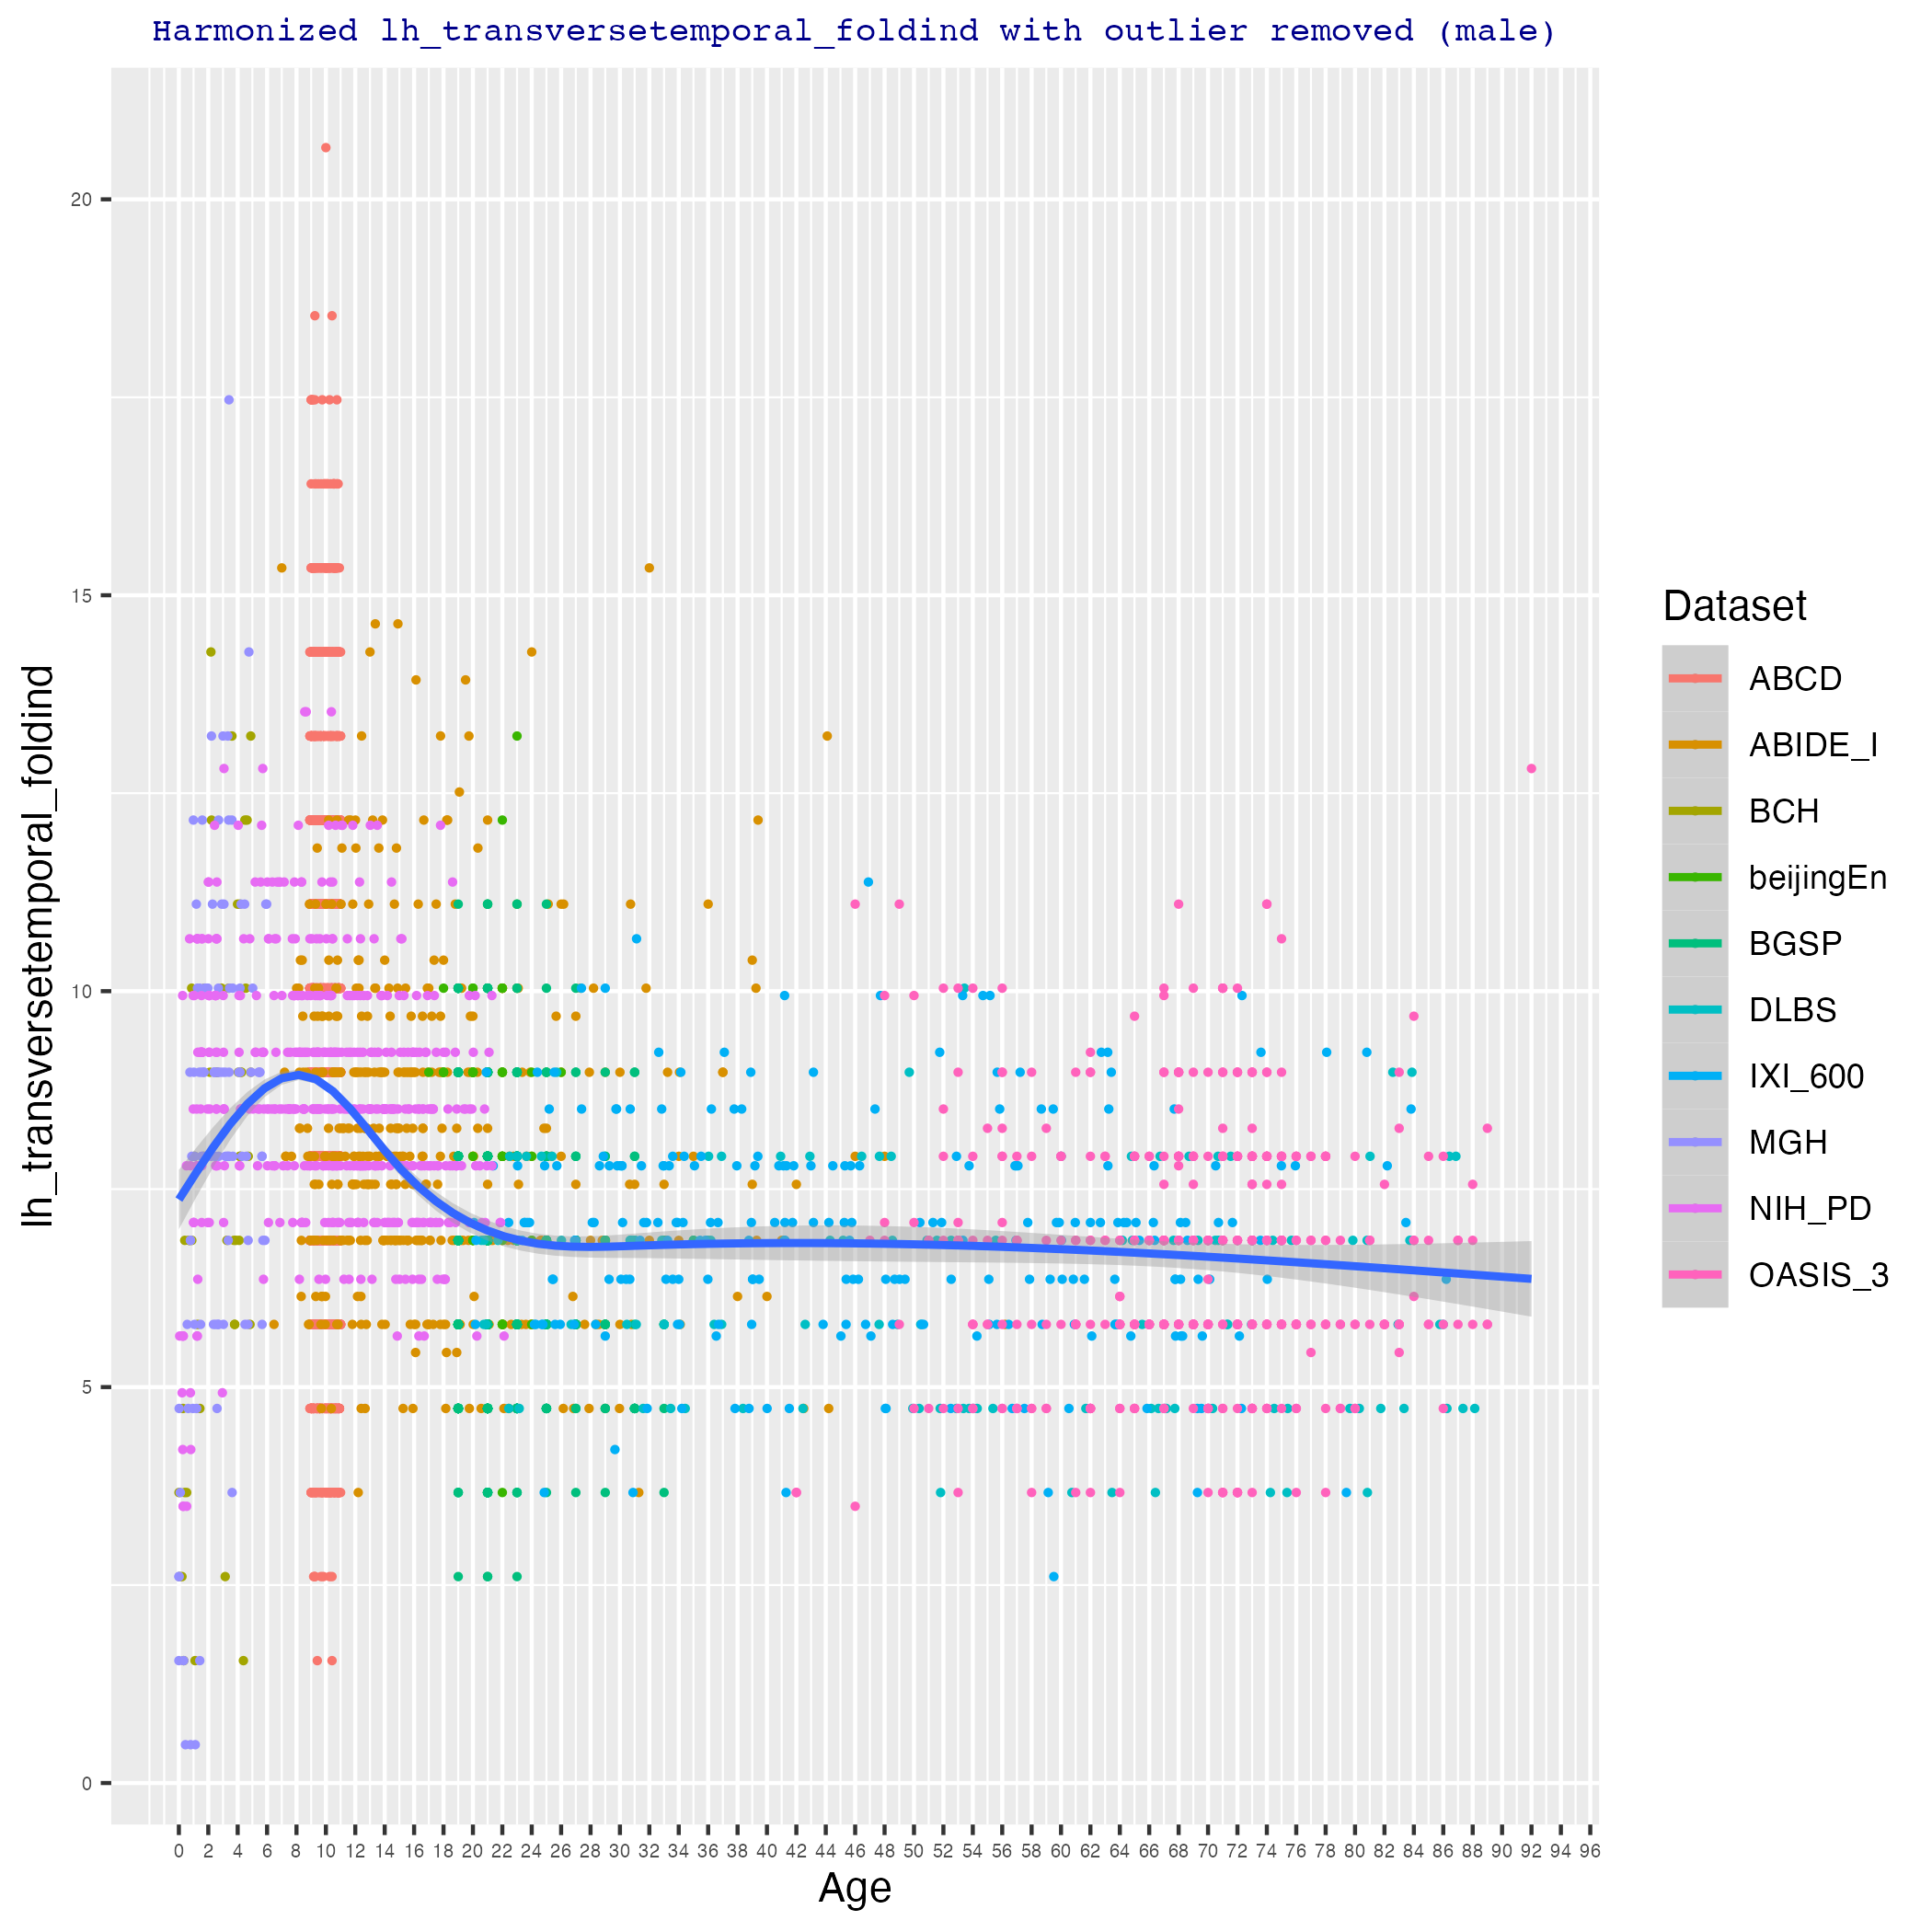 Harmonized lh_transversetemporal_foldind with outlier removed (male)
lh_transversetemporal_foldind
20
15
10
5
0
0 2 4 6 8 10 12 14 16 18 20 22 24 26 28 30 32 34 36 38 40 42 44 46 48 50 52 54 56 58 60 62 64 66 68 70 72 74 76 78 80 82 84 86 88 90 92 94 96
Age
Dataset
ABCD
ABIDE_I
BCH
beijingEn
BGSP
DLBS
IXI_600
MGH
NIH_PD
OASIS_3